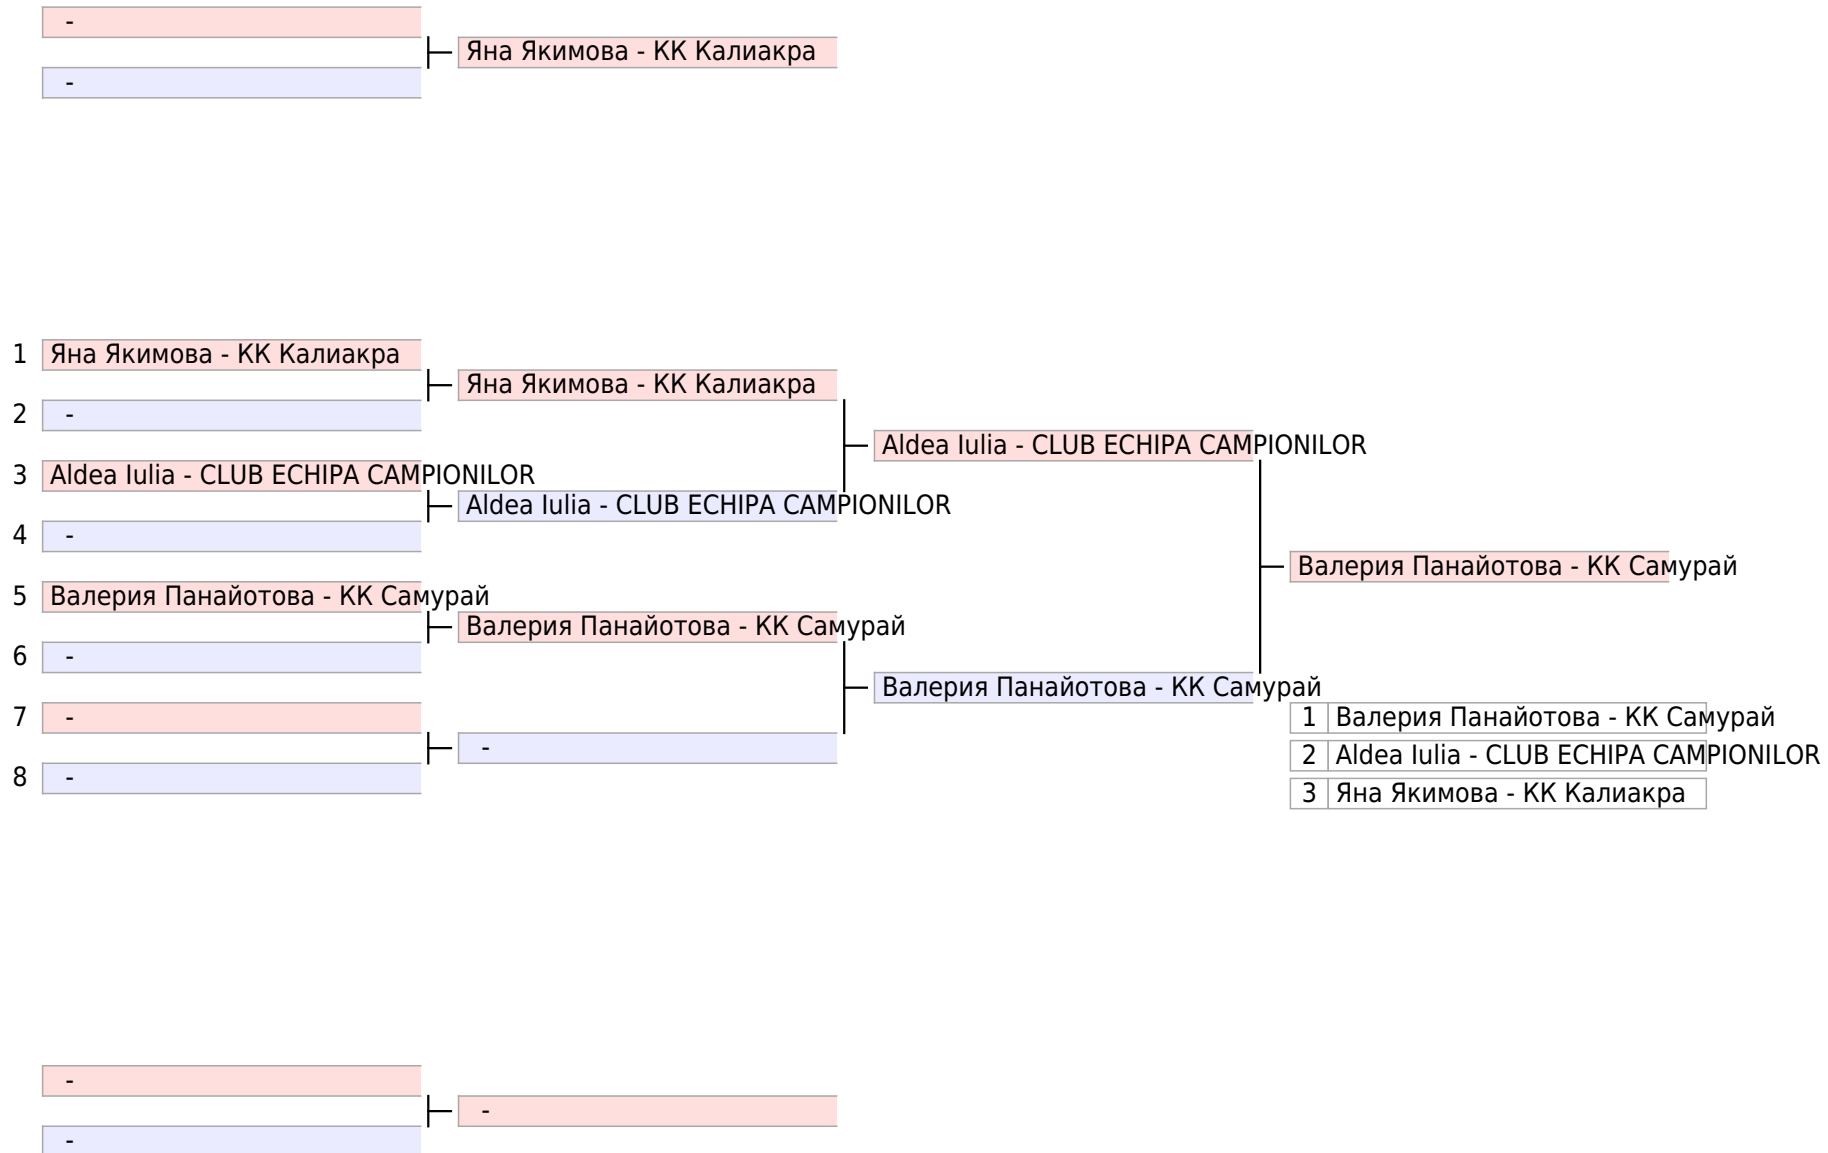 -
Яна Якимова - КК Калиакра
-
1 Яна Якимова - КК Калиакра
Яна Якимова - КК Калиакра
2 -
Aldea Iulia - CLUB ECHIPA CAMPIONILOR
3 Aldea Iulia - CLUB ECHIPA CAMPIONILOR
Aldea Iulia - CLUB ECHIPA CAMPIONILOR
4 -
Валерия Панайотова - КК Самурай
5 Валерия Панайотова - КК Самурай
Валерия Панайотова - КК Самурай
6 -
Валерия Панайотова - КК Самурай
7 -
1 Валерия Панайотова - КК Самурай
-
2 Aldea Iulia - CLUB ECHIPA CAMPIONILOR
8 -
3 Яна Якимова - КК Калиакра
-
-
-